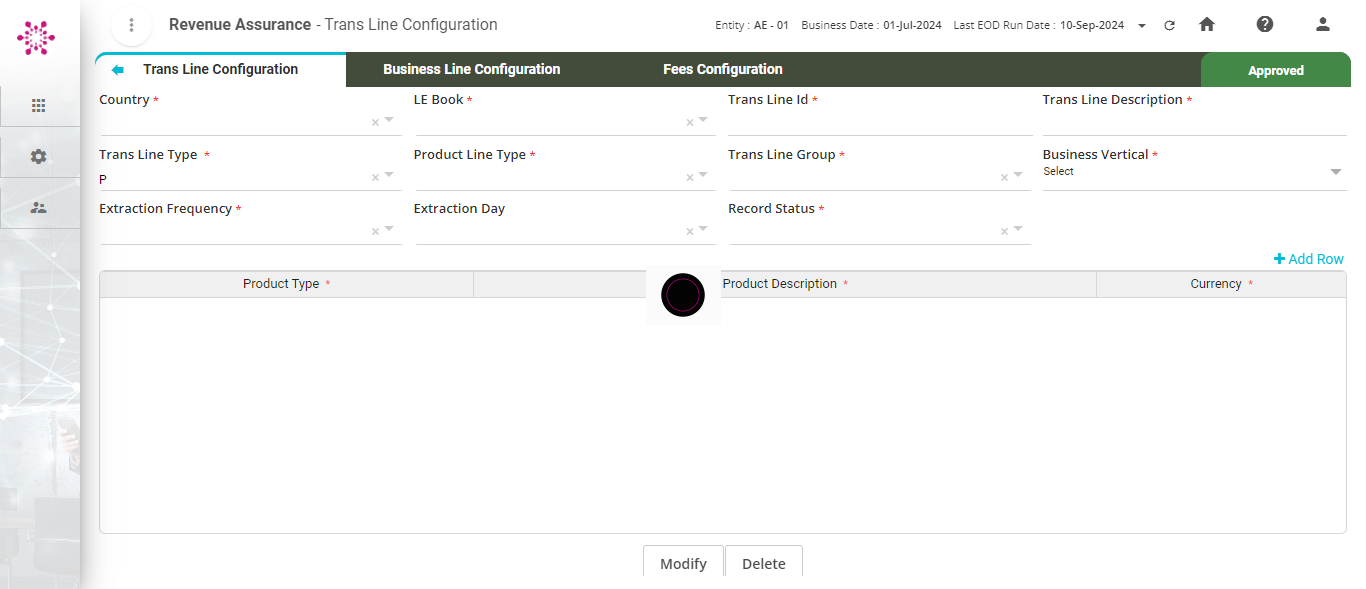 Revenue Assurance - Trans Line Configuration
Entity : AE - 01 Business Date : 01-Jul-2024 Last EOD Run Date : 10-Sep-2024
Trans Line Configuration Business Line Configuration Fees Configuration Approved
Country * LE Book * Trans Line Id * Trans Line Description *
Trans Line Type * Product Line Type * Trans Line Group * Business Vertical *
P Select
Extraction Frequency * Extraction Day Record Status *
+ Add Row
Product Type * Product Description * Currency *
Modify Delete